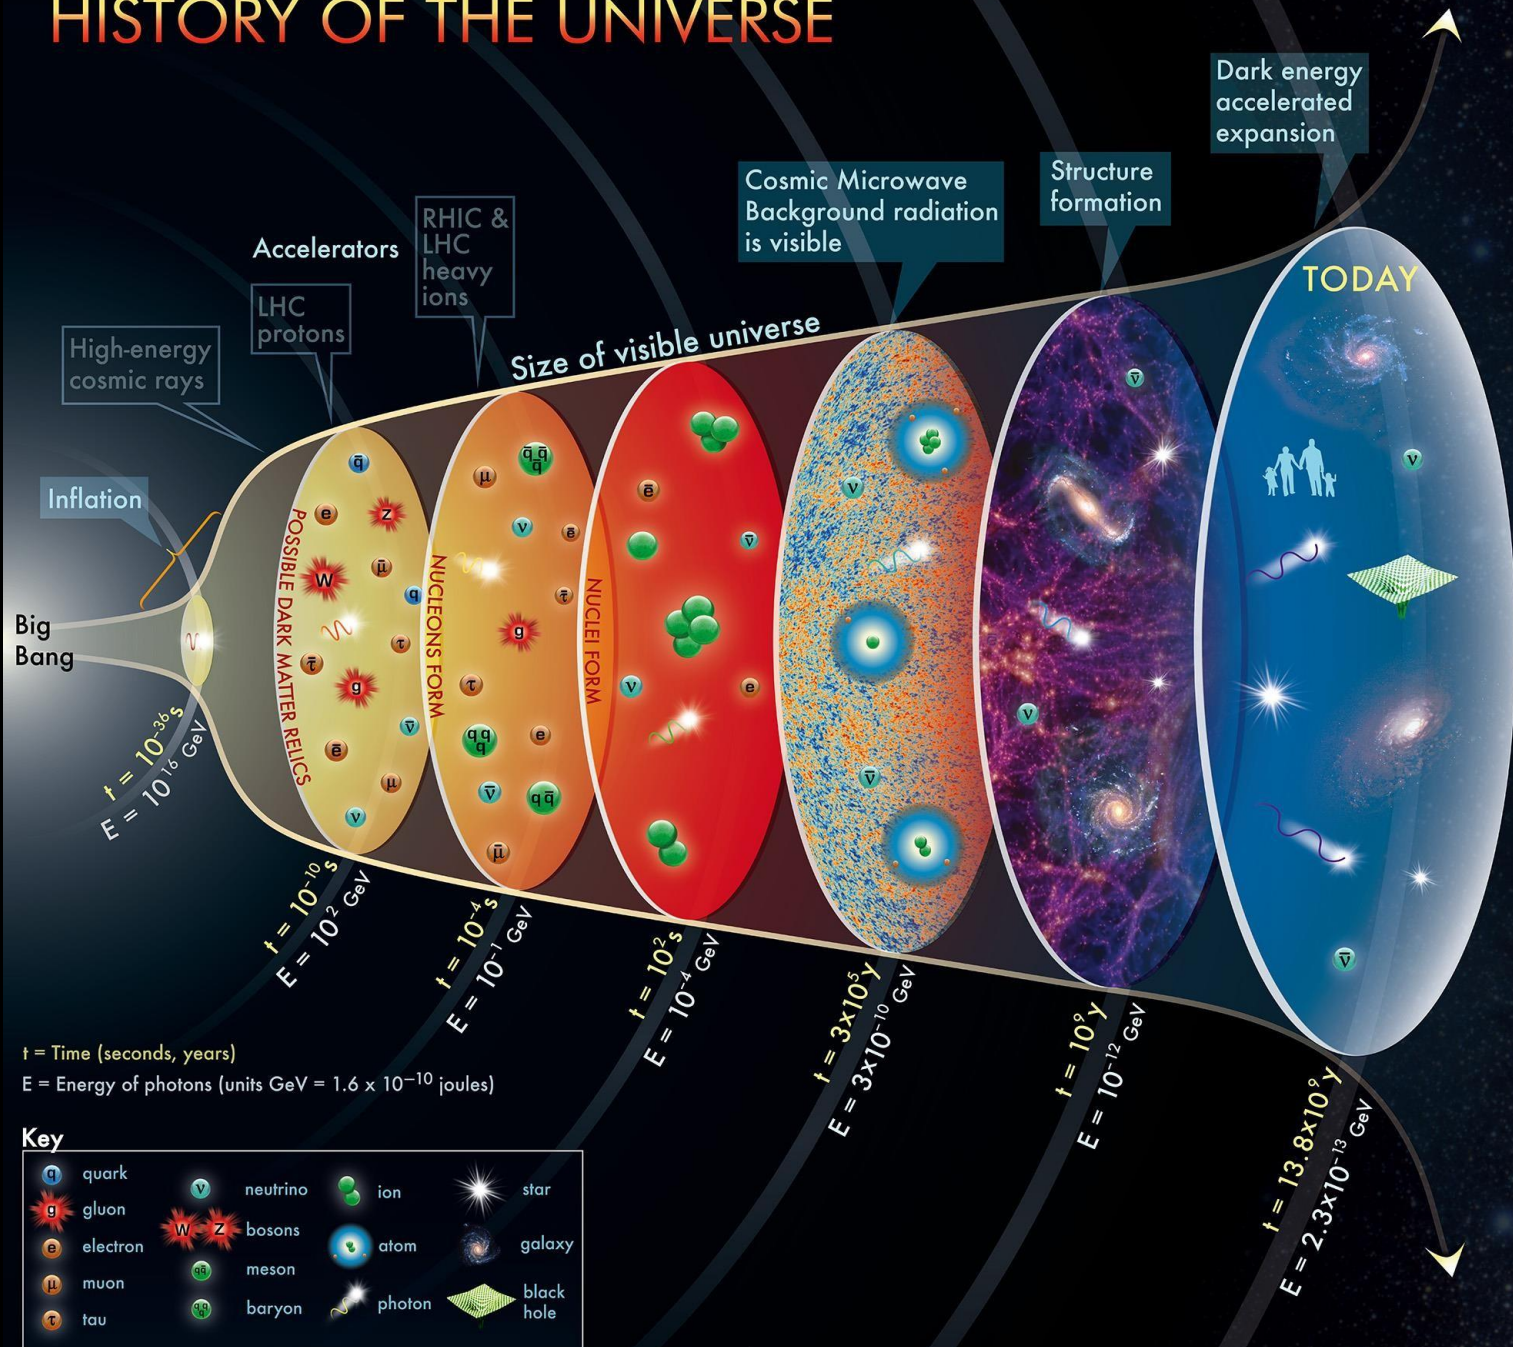 HISTORY OF THE UNIVERSE
Dark energy
accelerated
expansion
Structure
formation
Cosmic Microwave
Background radiation
is visible
RHIC &
LHC
heavy
ions
Accelerators
LHC
protons
High-energy
cosmic rays
Inflation
Size of visible universe
TODAY
Big
Bang
POSSIBLE DARK MATTER RELICS
NUCLEONS FORM
NUCLEI FORM
q̄
e
Z
W
μ̄
q
τ
τ̄
g
ν̄
ē
μ
ν
μ
q̄q̄
q̄
ν
ē
τ̄
g
τ
qq
q
e
ν̄
qq̄
μ̄
ē
ν̄
ν
e
ν
ν̄
ν̄
ν
ν
ν̄
t = 10⁻³⁶s
E = 10¹⁶ GeV
t = 10⁻¹⁰ s
E = 10² GeV
t = 10⁻⁴s
E = 10⁻¹ GeV
t = 10²s
E = 10⁻⁴ GeV
t = 3x10⁵y
E = 3x10⁻¹⁰ GeV
t = 10⁹y
E = 10⁻¹² GeV
t = 13.8x10⁹y
E = 2.3x10⁻¹³ GeV
t = Time (seconds, years)
E = Energy of photons (units GeV = 1.6 x 10⁻¹⁰ joules)
Key
q quark
g gluon
e electron
μ muon
τ tau
ν neutrino
W Z bosons
qq̄ meson
qq
q baryon
ion
atom
photon
star
galaxy
black
hole